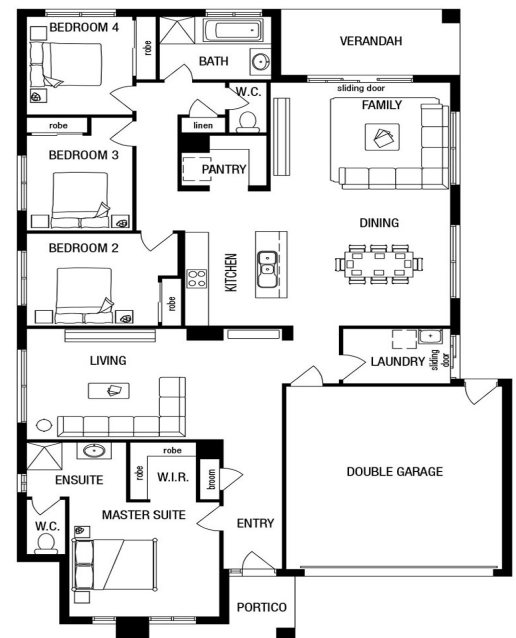 BEDROOM 4
robe
BATH
VERANDAH
sliding door
W.C.
FAMILY
robe
linen
BEDROOM 3
PANTRY
DINING
BEDROOM 2
KITCHEN
robe
LIVING
LAUNDRY
sliding
door
robe
ENSUITE
robe
W.I.R.
broom
DOUBLE GARAGE
MASTER SUITE
W.C.
ENTRY
PORTICO